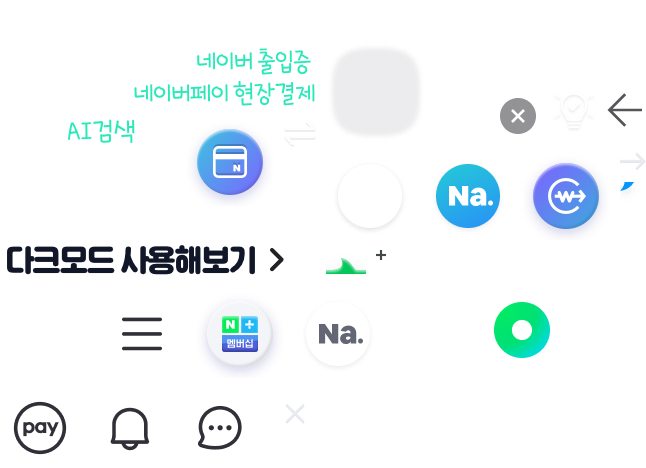 네이버 출입증
네이버페이 현장결제
AI검색
N
Na.
W
다크모드 사용해보기
N +
멤버십
Na.
pay